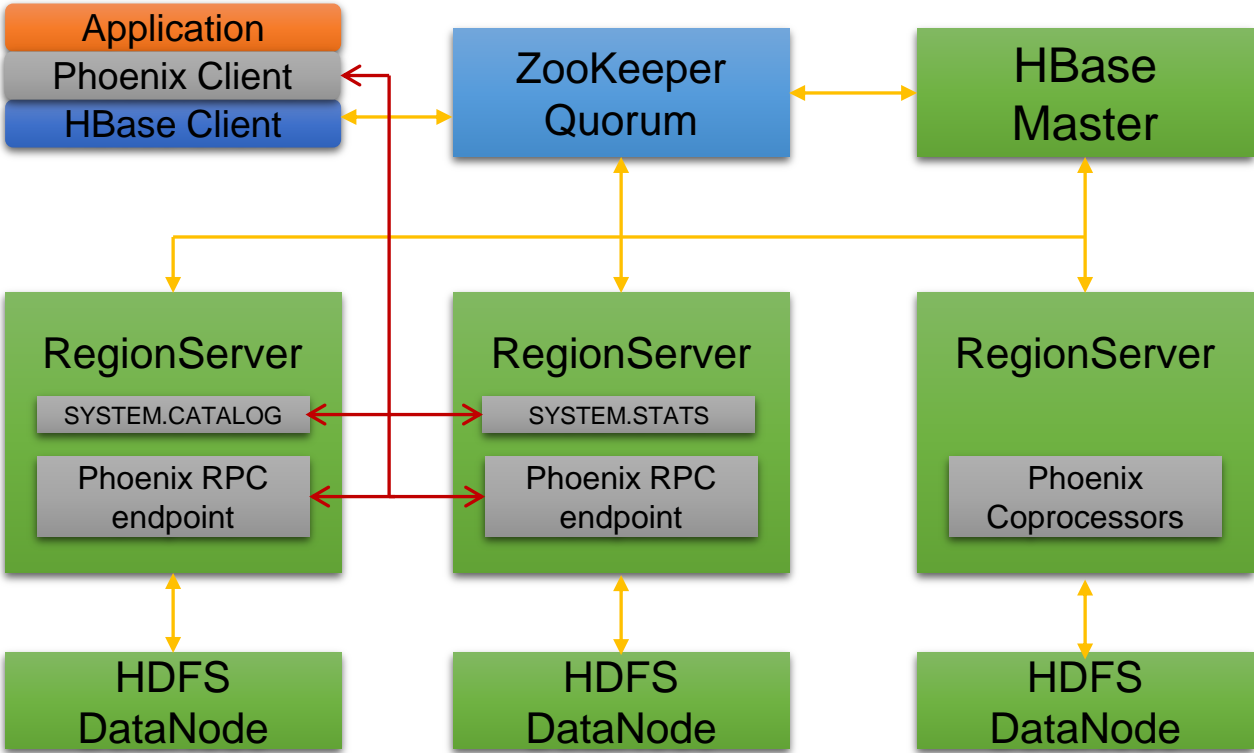 Application
Phoenix Client
HBase Client
ZooKeeper
Quorum
HBase
Master
RegionServer
SYSTEM.CATALOG
Phoenix RPC
endpoint
RegionServer
SYSTEM.STATS
Phoenix RPC
endpoint
RegionServer
Phoenix
Coprocessors
HDFS
DataNode
HDFS
DataNode
HDFS
DataNode